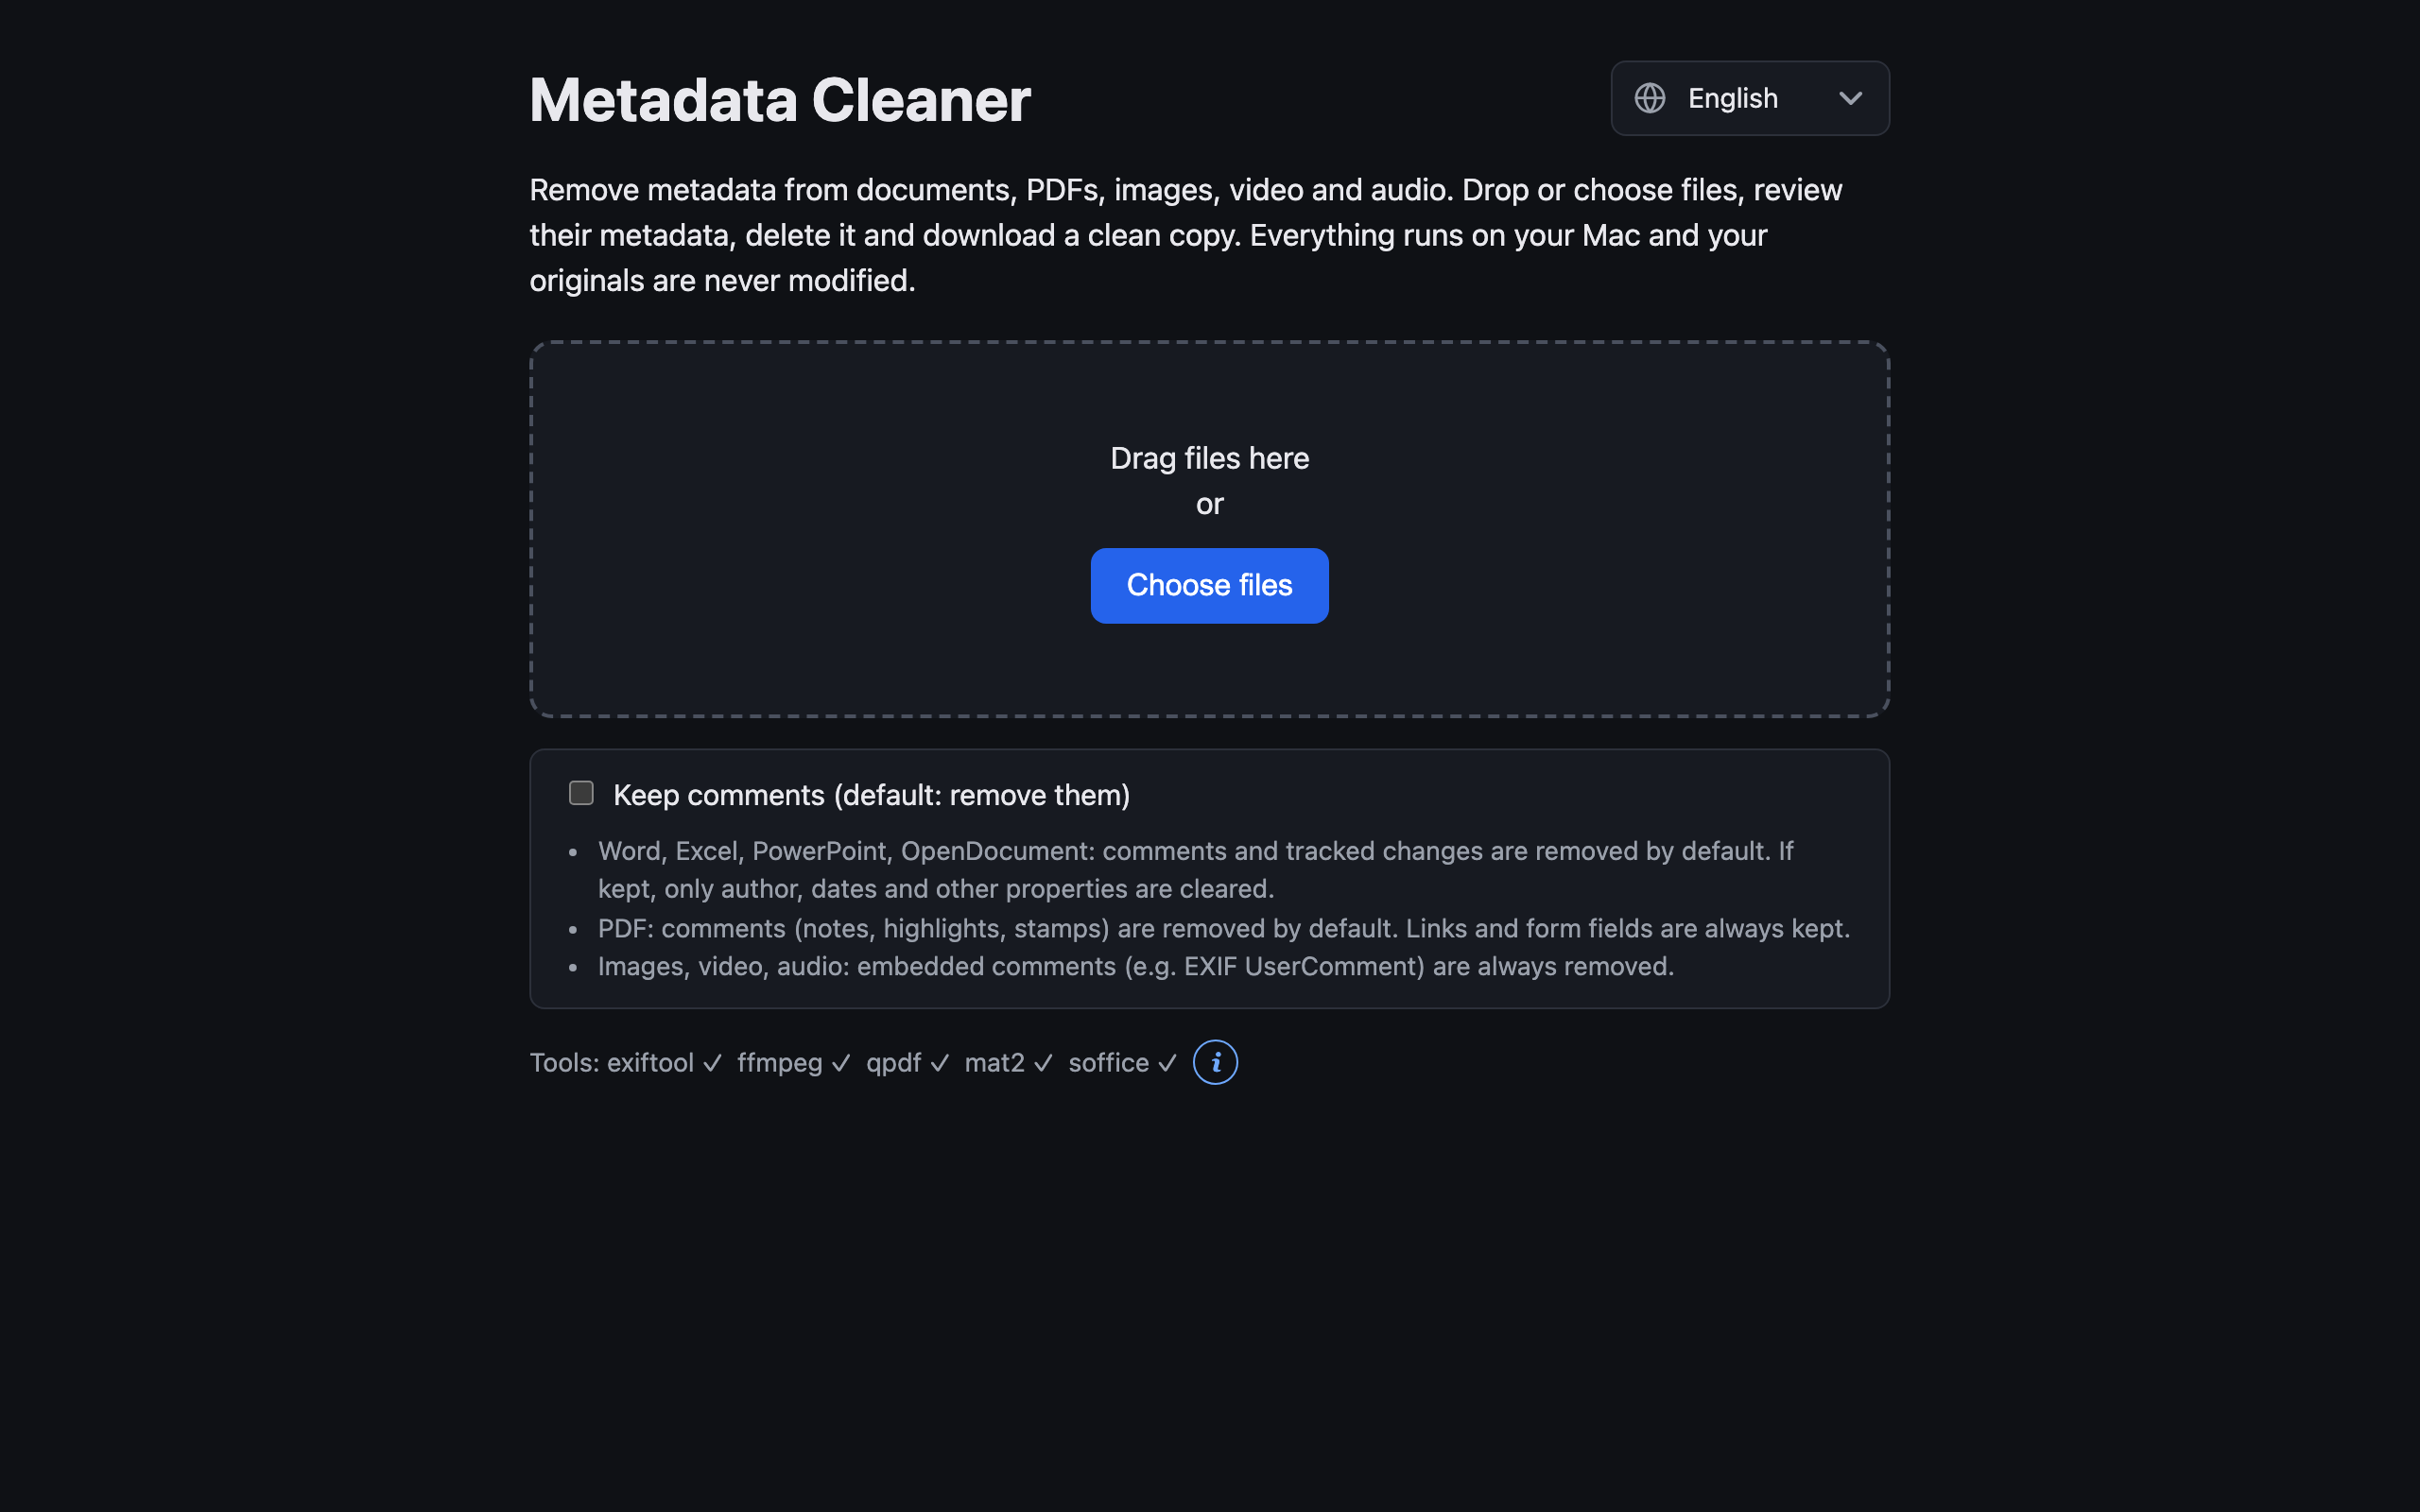 Metadata Cleaner
English
Remove metadata from documents, PDFs, images, video and audio. Drop or choose files, review
their metadata, delete it and download a clean copy. Everything runs on your Mac and your
originals are never modified.
Drag files here
or
Choose files
Keep comments (default: remove them)
• Word, Excel, PowerPoint, OpenDocument: comments and tracked changes are removed by default. If
kept, only author, dates and other properties are cleared.
• PDF: comments (notes, highlights, stamps) are removed by default. Links and form fields are always kept.
• Images, video, audio: embedded comments (e.g. EXIF UserComment) are always removed.
Tools: exiftool ✓ ffmpeg ✓ qpdf ✓ mat2 ✓ soffice ✓ i